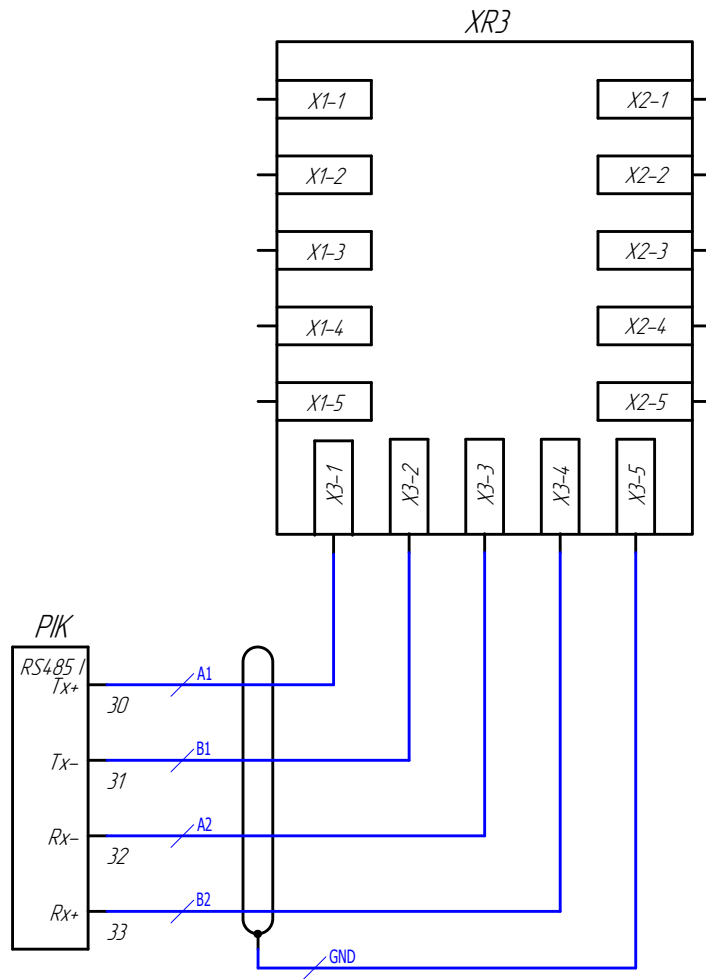 XR3
X1-1
X2-1
X1-2
X2-2
X1-3
X2-3
X1-4
X2-4
X1-5
X2-5
X3-1
X3-2
X3-3
X3-4
X3-5
PIK
RS485 I
Tx+
30
A1
Tx-
31
B1
Rx-
32
A2
Rx+
33
B2
GND